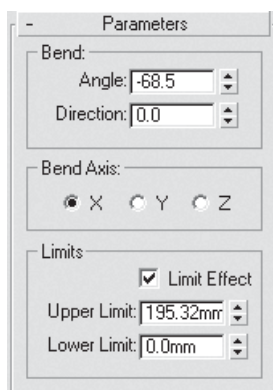 - Parameters
Bend:
Angle: -68.5
Direction: 0.0
Bend Axis:
X Y Z
Limits
Limit Effect
Upper Limit: 195.32mm
Lower Limit: 0.0mm